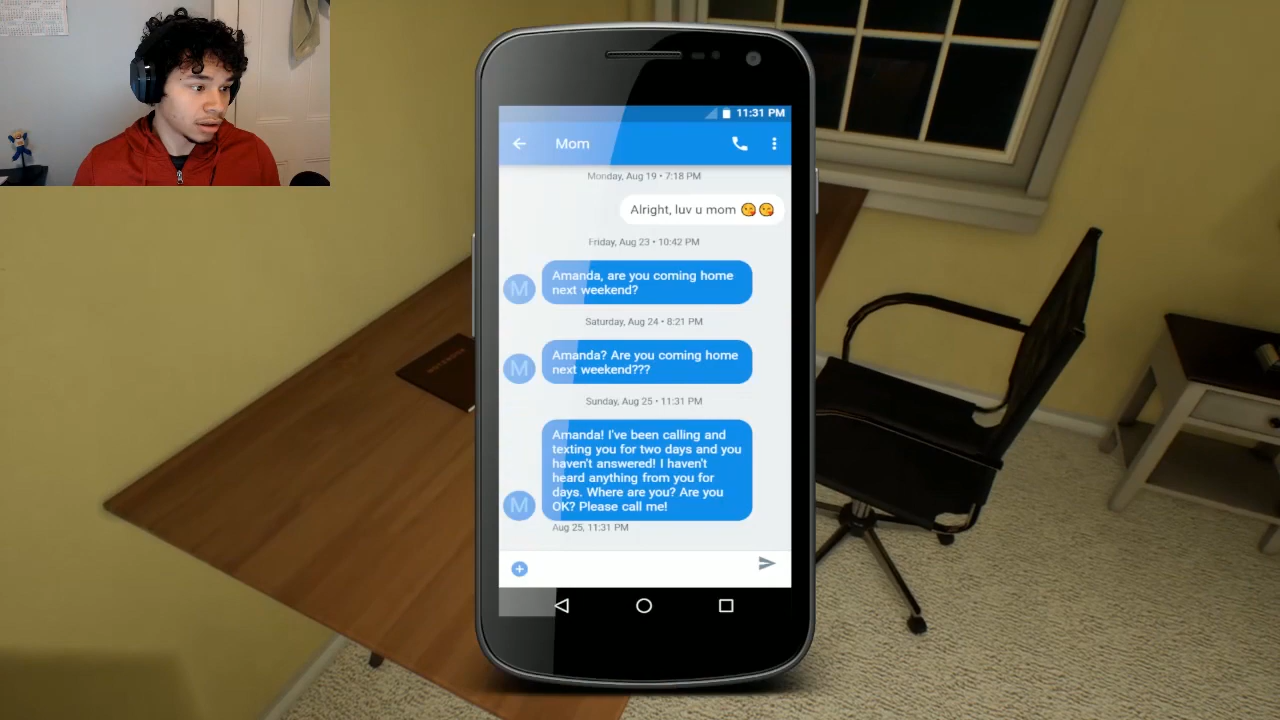 11:31 PM
Mom
Monday, Aug 19 • 7:18 PM
Alright, luv u mom 😋😋
Friday, Aug 23 • 10:42 PM
Amanda, are you coming home
next weekend?
M
Saturday, Aug 24 • 8:21 PM
Amanda? Are you coming home
next weekend???
M
Sunday, Aug 25 • 11:31 PM
Amanda! I've been calling and
texting you for two days and you
haven't answered! I haven't
heard anything from you for
days. Where are you? Are you
OK? Please call me!
M
Aug 25, 11:31 PM